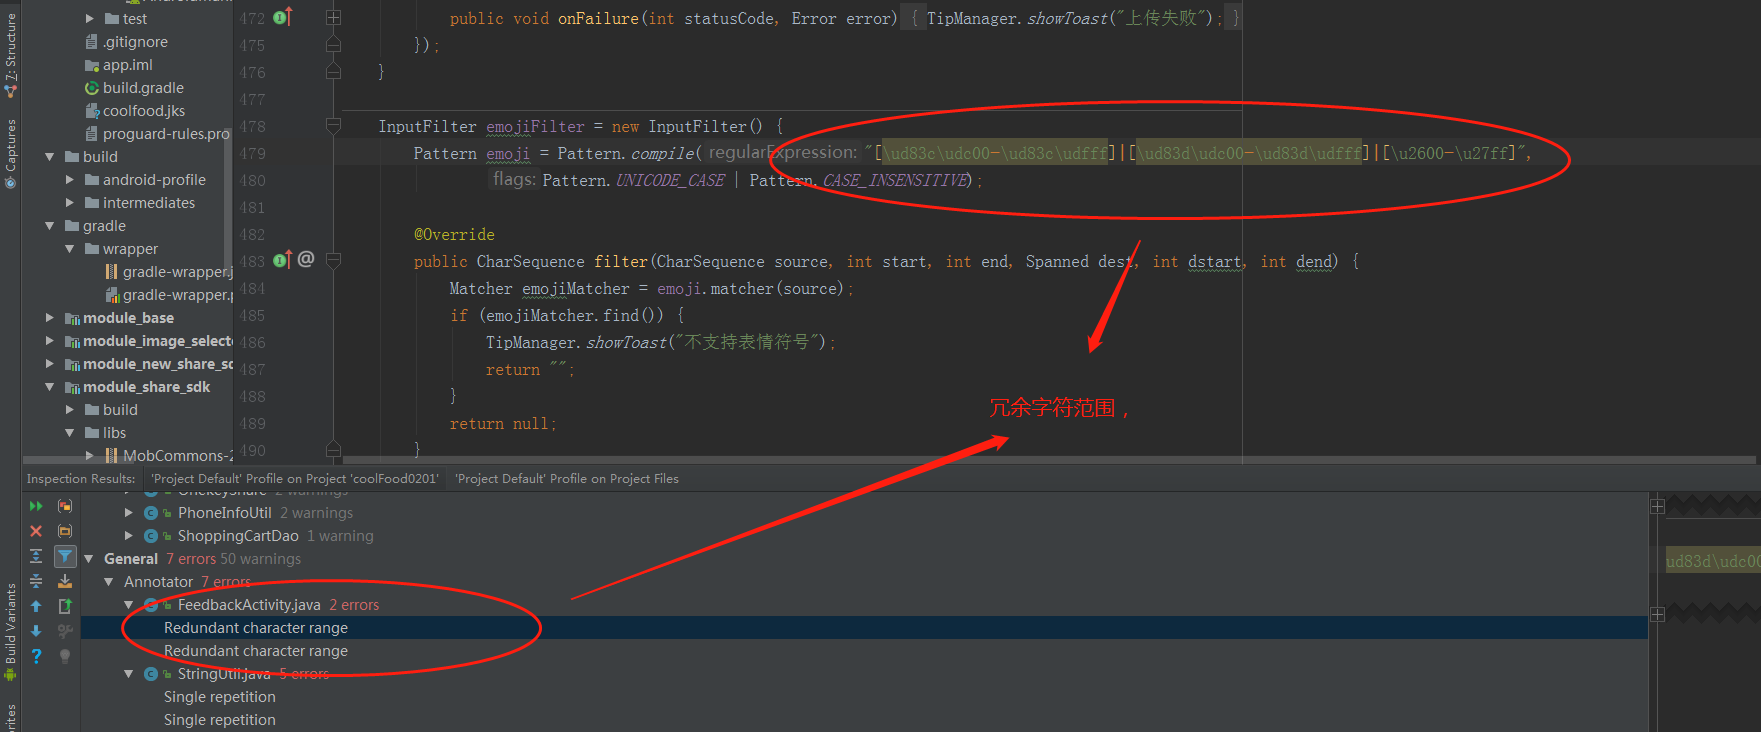 7: Structure
Captures
Build Variants
test
.gitignore
app.iml
build.gradle
coolfood.jks
proguard-rules.pro
build
android-profile
intermediates
gradle
wrapper
gradle-wrapper.j
gradle-wrapper.p
module_base
module_image_selecto
module_new_share_sd
module_share_sdk
build
libs
MobCommons-2
472 public void onFailure(int statusCode, Error error) { TipManager.showToast("上传失败"); }
475 });
476 }
477
478 InputFilter emojiFilter = new InputFilter() {
479 Pattern emoji = Pattern.compile( regularExpression: "[\ud83c\udc00-\ud83c\udfff]|[\ud83d\udc00-\ud83d\udfff]|[\u2600-\u27ff]",
480 flags: Pattern.UNICODE_CASE | Pattern.CASE_INSENSITIVE);
481
482 @Override
483 @ public CharSequence filter(CharSequence source, int start, int end, Spanned dest, int dstart, int dend) {
484 Matcher emojiMatcher = emoji.matcher(source);
485 if (emojiMatcher.find()) {
486 TipManager.showToast("不支持表情符号");
487 return "";
488 }
489 return null;
490 }
冗余字符范围，
Inspection Results: 'Project Default' Profile on Project 'coolFood0201' 'Project Default' Profile on Project Files
OnekeyShare 2 warnings
PhoneInfoUtil 2 warnings
ShoppingCartDao 1 warning
General 7 errors 50 warnings
Annotator 7 errors
FeedbackActivity.java 2 errors
Redundant character range
Redundant character range
StringUtil.java 5 errors
Single repetition
Single repetition
ud83d\udc00